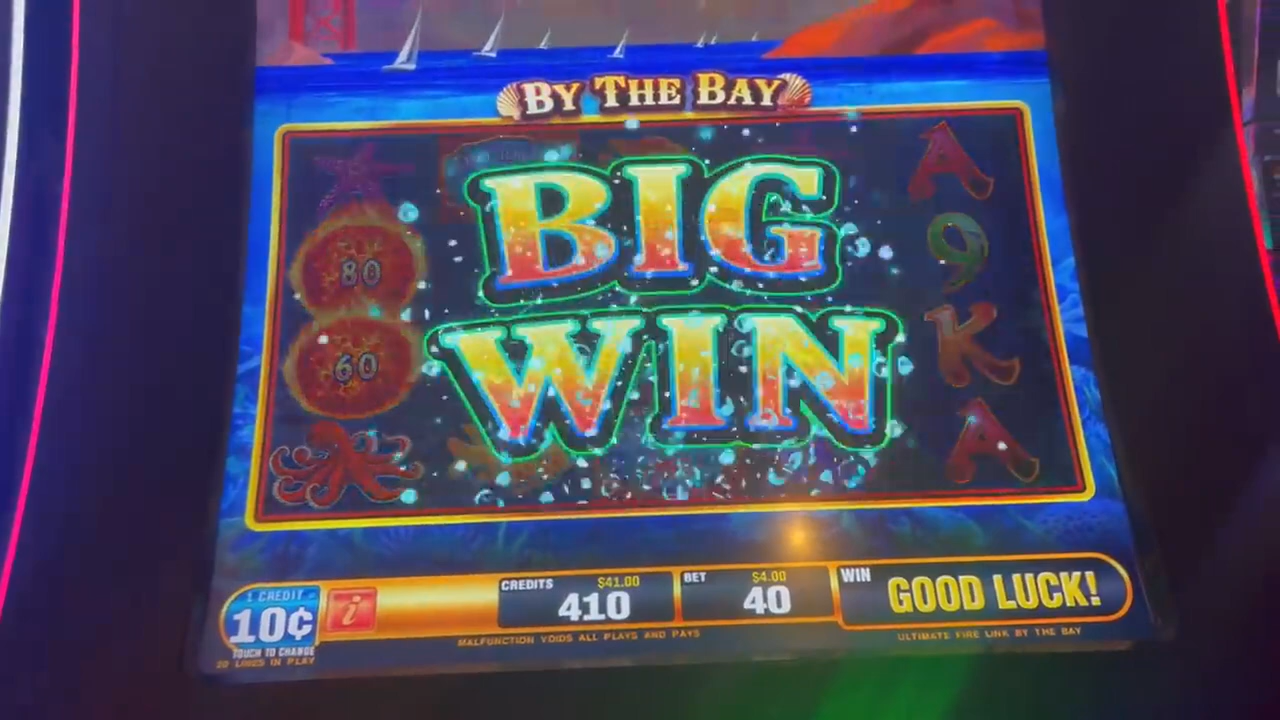 BY THE BAY
BIG
WIN
A
80
9
60
K
A
1 CREDIT =
10¢
TOUCH TO CHANGE
20 LINES IN PLAY
i
CREDITS $41.00
410
BET $4.00
40
WIN GOOD LUCK!
MALFUNCTION VOIDS ALL PLAYS AND PAYS
ULTIMATE FIRE LINK BY THE BAY